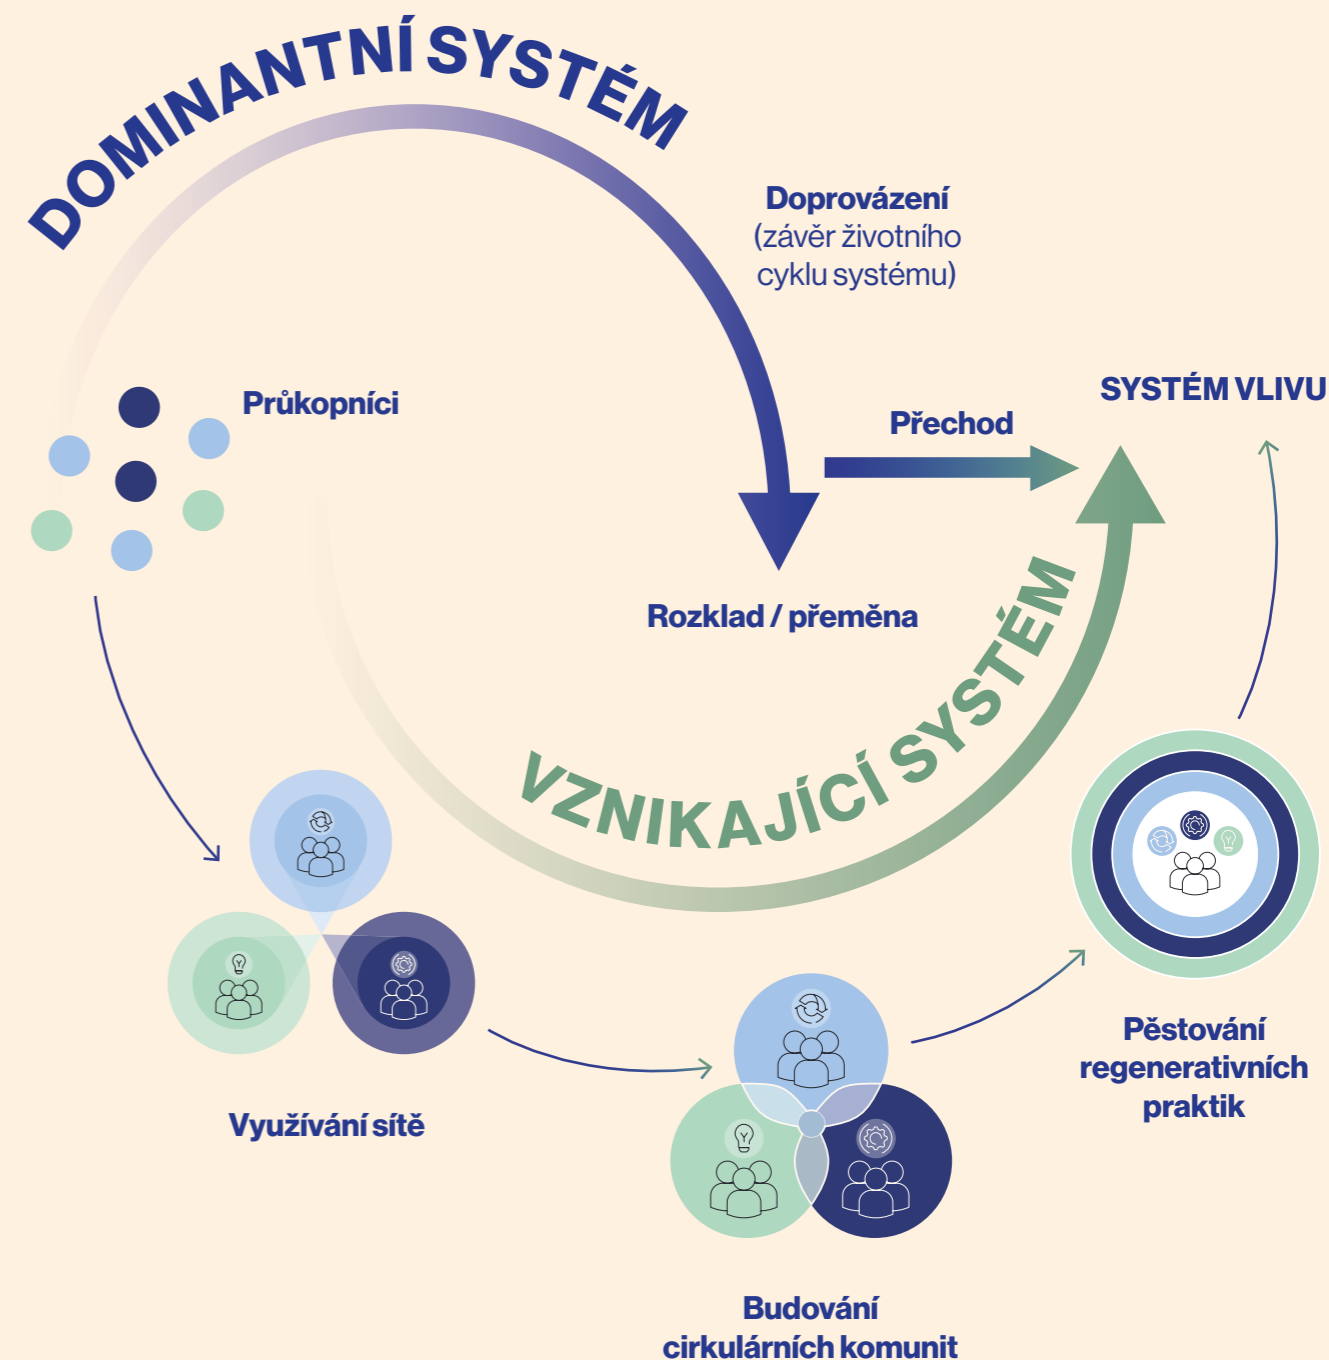 DOMINANTNÍ SYSTÉM
Doprovázení
(závěr životního
cyklu systému)
Průkopníci
SYSTÉM VLIVU
Přechod
Rozklad / přeměna
VZNIKAJÍCÍ SYSTÉM
Pěstování
regenerativních
praktik
Využívání sítě
Budování
cirkulárních komunit